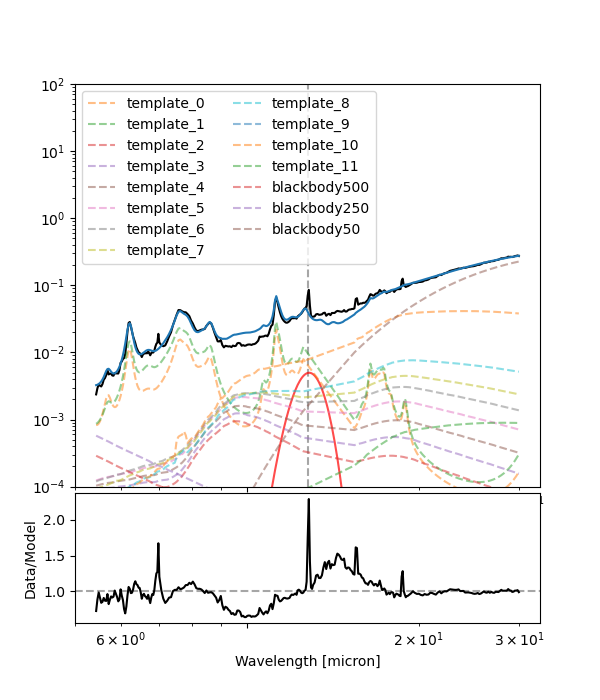 10²
10¹
10⁰
10⁻¹
10⁻²
10⁻³
10⁻⁴
template_0
template_1
template_2
template_3
template_4
template_5
template_6
template_7
template_8
template_9
template_10
template_11
blackbody500
blackbody250
blackbody50
Data/Model
2.0
1.5
1.0
6 × 10⁰
2 × 10¹
3 × 10¹
Wavelength [micron]